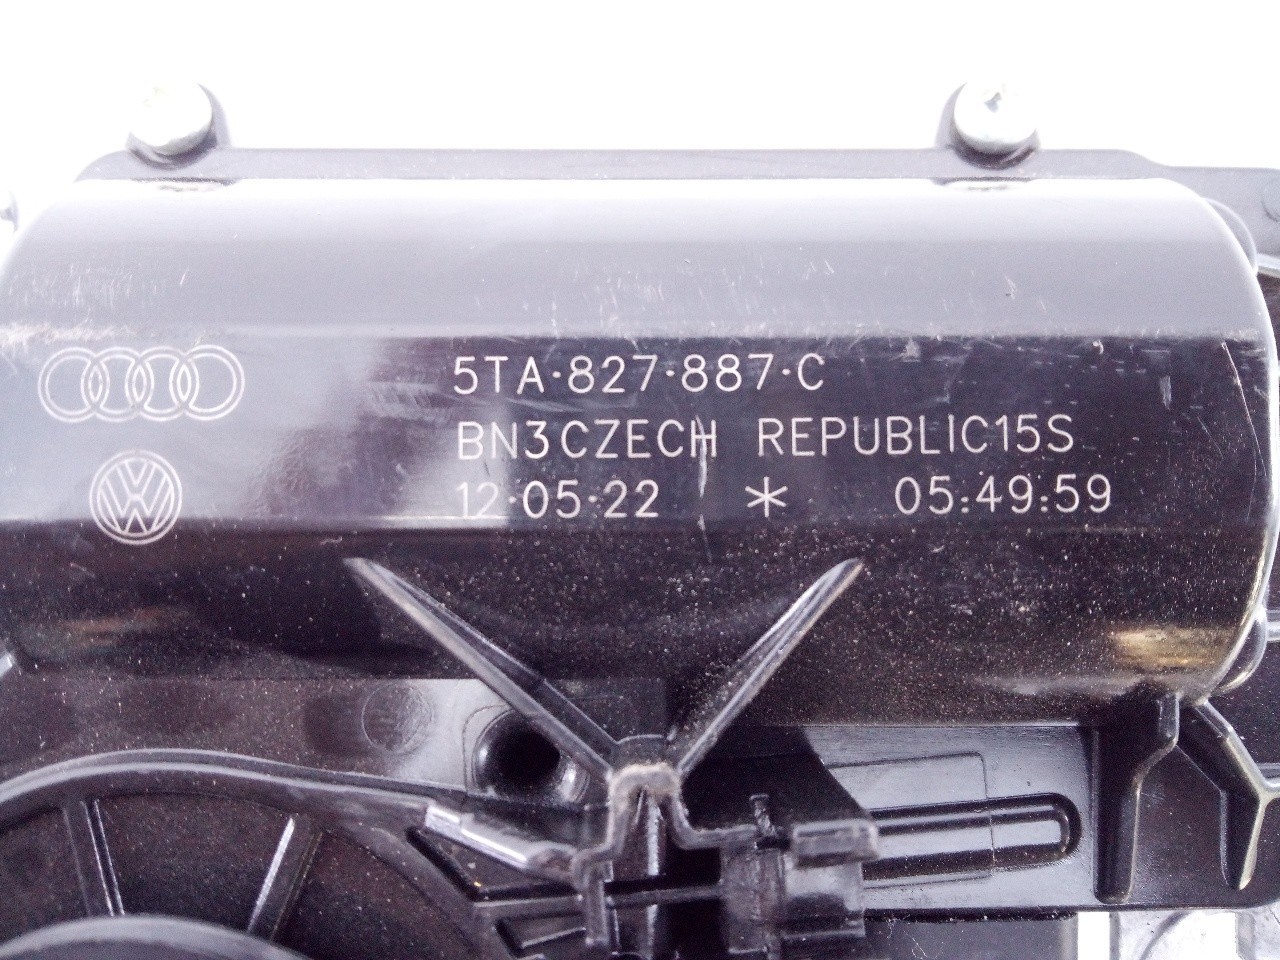 5TA·827·887·C
BN3CZECH REPUBLIC15S
12·05·22 * 05:49:59